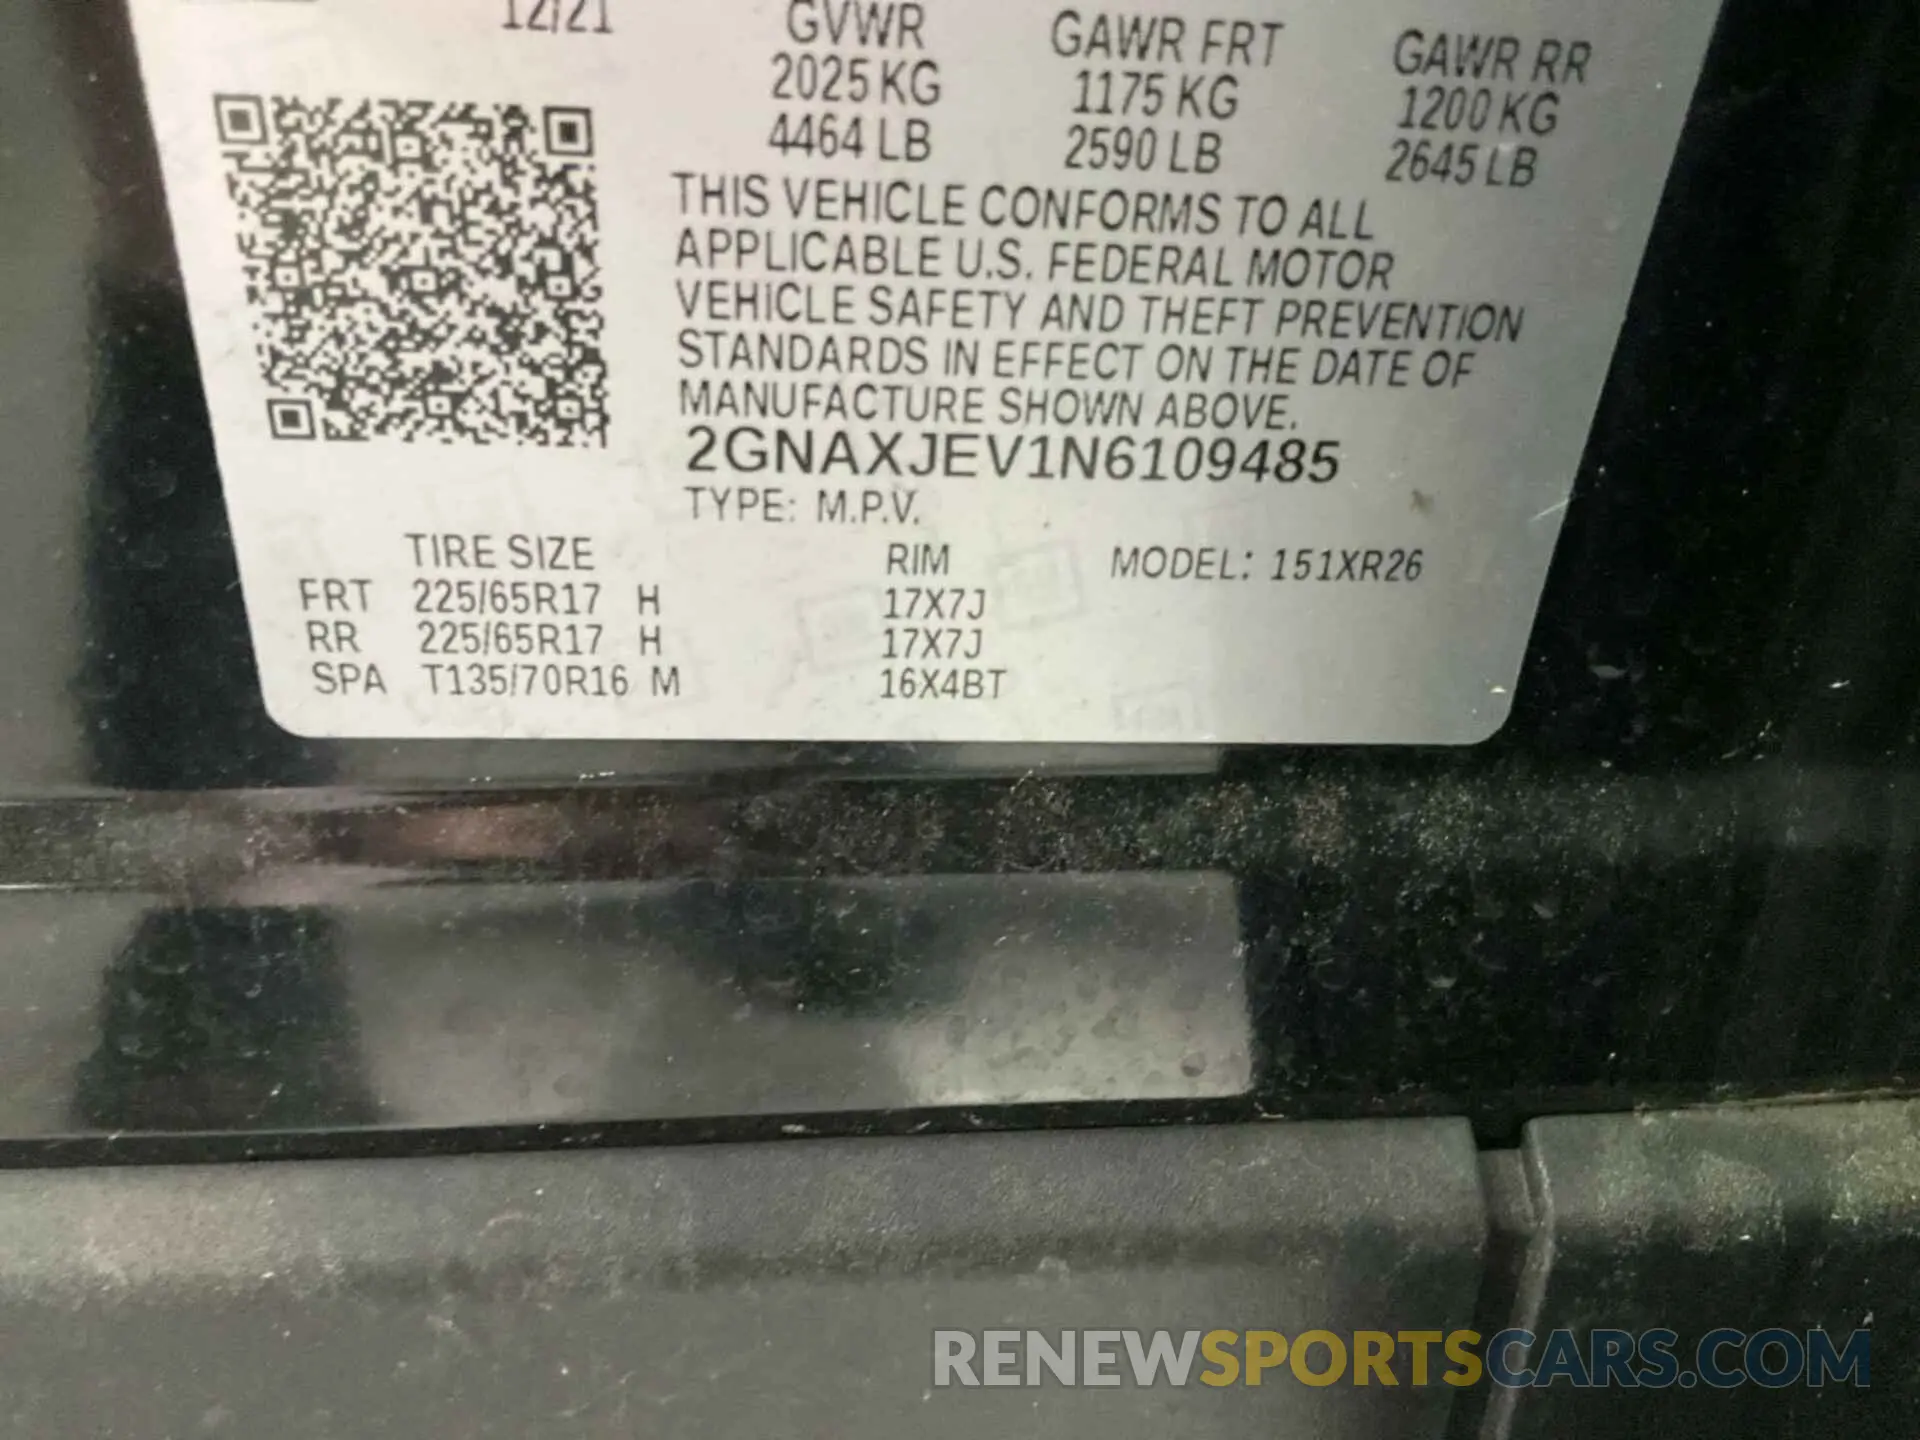 12/21 GVWR GAWR FRT GAWR RR
2025 KG 1175 KG 1200 KG
4464 LB 2590 LB 2645 LB
THIS VEHICLE CONFORMS TO ALL
APPLICABLE U.S. FEDERAL MOTOR
VEHICLE SAFETY AND THEFT PREVENTION
STANDARDS IN EFFECT ON THE DATE OF
MANUFACTURE SHOWN ABOVE.
2GNAXJEV1N6109485
TYPE: M.P.V.
TIRE SIZE RIM MODEL: 151XR26
FRT 225/65R17 H 17X7J
RR 225/65R17 H 17X7J
SPA T135/70R16 M 16X4BT
RENEWSPORTSCARS.COM